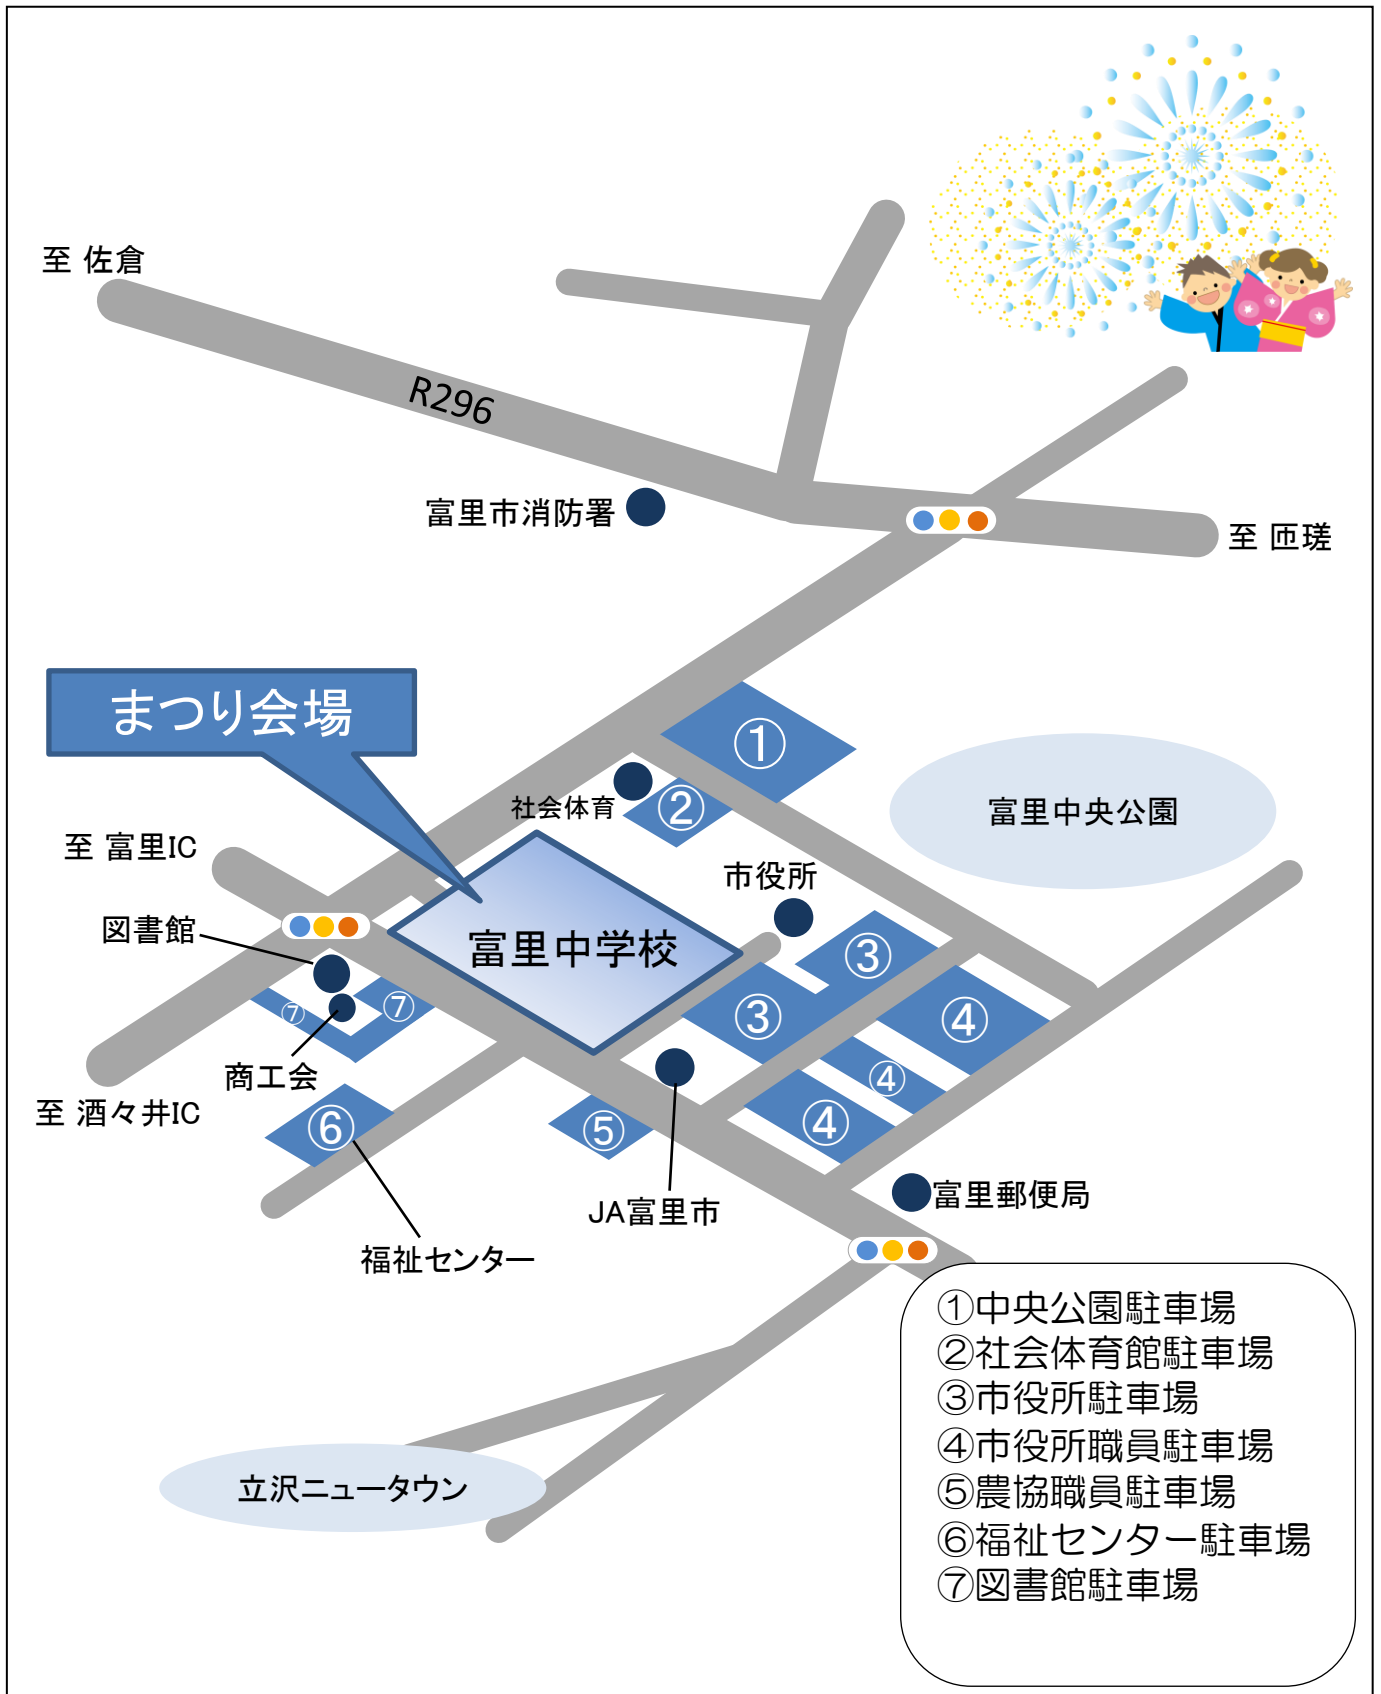 至 佐倉
R296
富里市消防署
至 匝瑳
まつり会場
①
社会体育
②
富里中央公園
至 富里IC
市役所
図書館
富里中学校
③
③
④
⑦
⑦
商工会
④
至 酒々井IC
⑥
⑤
④
JA富里市
富里郵便局
福祉センター
①中央公園駐車場
②社会体育館駐車場
③市役所駐車場
④市役所職員駐車場
⑤農協職員駐車場
⑥福祉センター駐車場
⑦図書館駐車場
立沢ニュータウン